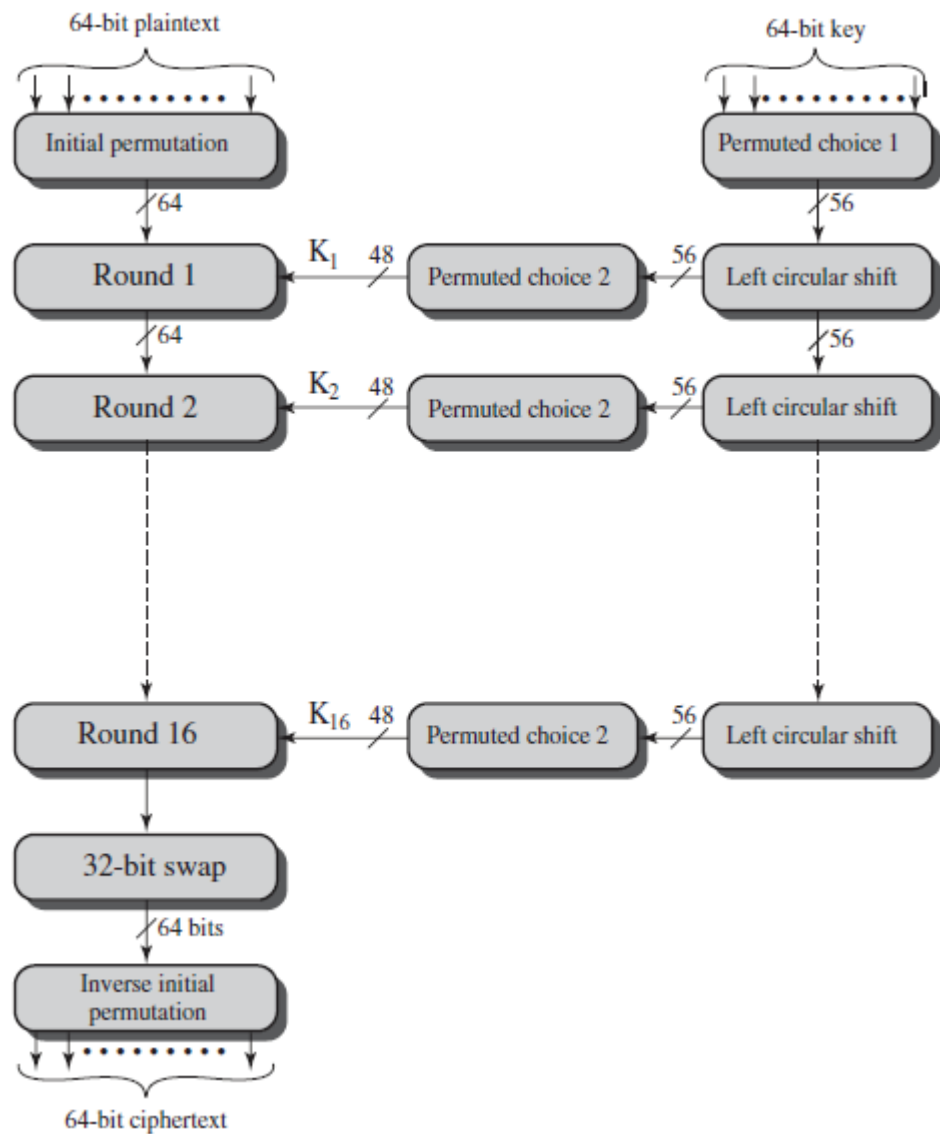 64-bit plaintext
64-bit key
Initial permutation
Permuted choice 1
64
56
Round 1
K1
48
Permuted choice 2
56
Left circular shift
64
56
Round 2
K2
48
Permuted choice 2
56
Left circular shift
Round 16
K16
48
Permuted choice 2
56
Left circular shift
32-bit swap
64 bits
Inverse initial
permutation
64-bit ciphertext